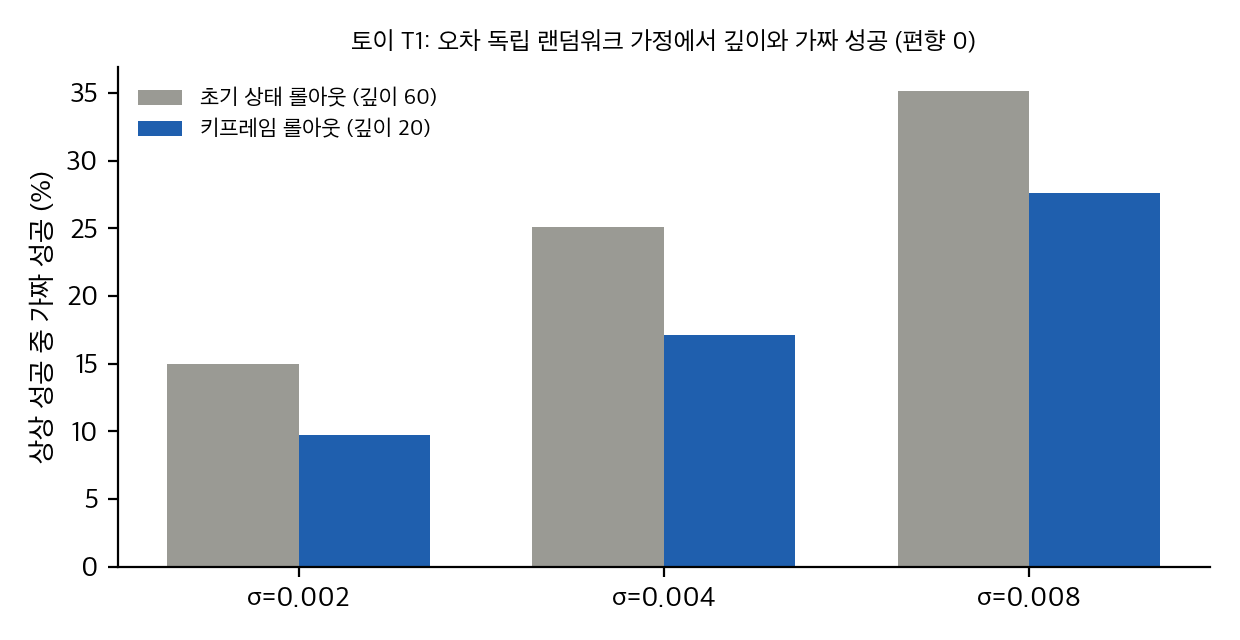 토이 T1: 오차 독립 랜덤워크 가정에서 깊이와 가짜 성공 (편향 0)
초기 상태 롤아웃 (깊이 60)
키프레임 롤아웃 (깊이 20)
상상 성공 중 가짜 성공 (%)
35
30
25
20
15
10
5
0
σ=0.002
σ=0.004
σ=0.008